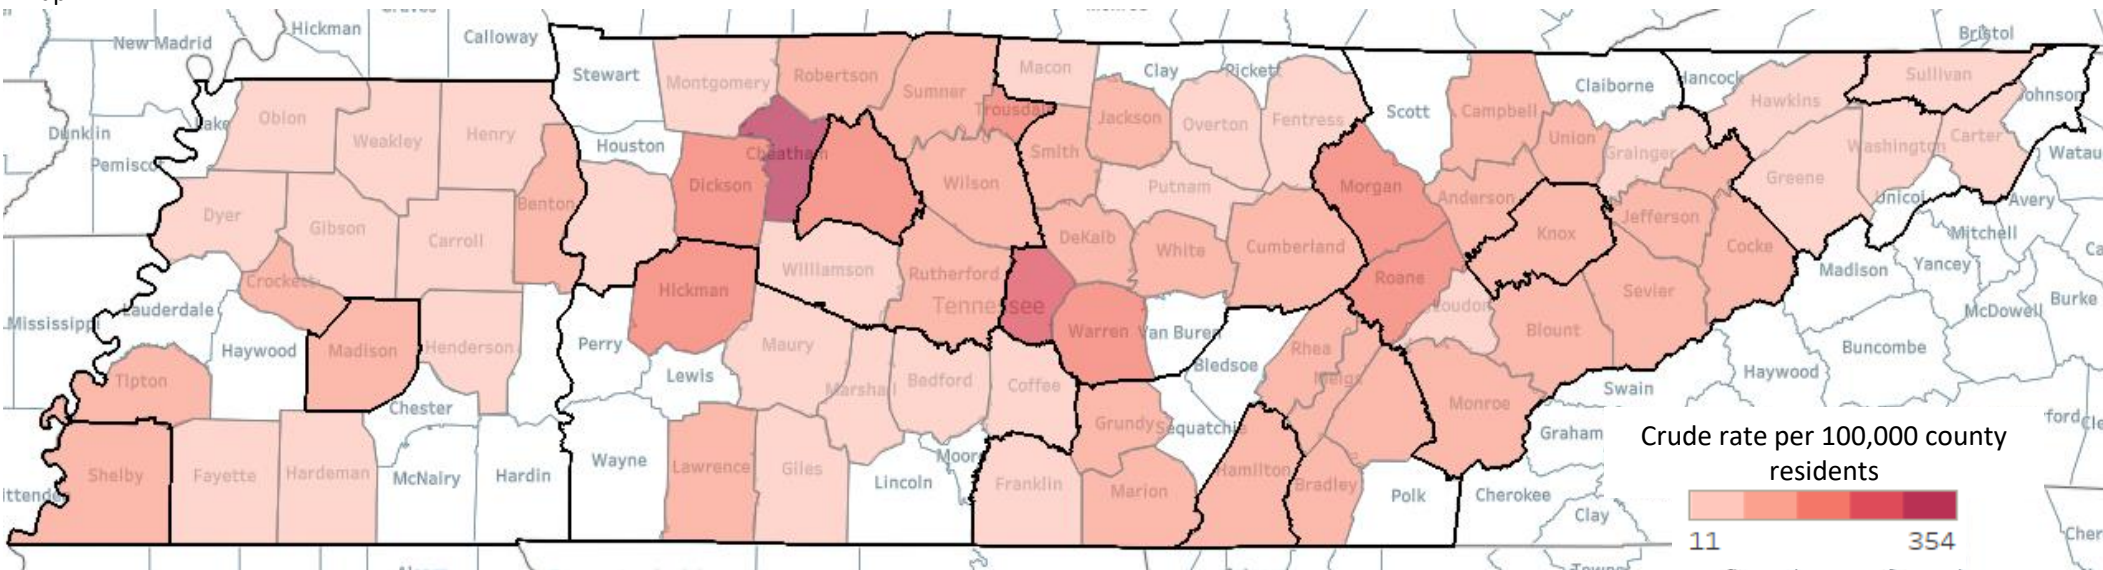 Hickman
New Madrid
Calloway
Bristol
Stewart
Montgomery
Robertson
Sumner
Macon
Clay
Pickett
Scott
Campbell
Claiborne
Hancock
Hawkins
Sullivan
Johnson
Dunklin
Pemisco
Lake
Obion
Weakley
Henry
Houston
Cheatham
Trousdale
Jackson
Overton
Fentress
Union
Grainger
Washington
Carter
Watau
Dyer
Gibson
Carroll
Benton
Dickson
Wilson
Smith
Putnam
Morgan
Anderson
Greene
Unicoi
Avery
Crockett
Hickman
Williamson
Rutherford
DeKalb
White
Cumberland
Roane
Knox
Jefferson
Cocke
Madison
Yancey
Mitchell
Mississippi
Lauderdale
Haywood
Madison
Henderson
Perry
Lewis
Maury
Tennessee
Warren
Van Buren
Bledsoe
Rhea
Meigs
Loudon
Blount
Sevier
McDowell
Burke
Buncombe
Haywood
Swain
Tipton
Chester
Marshall
Bedford
Coffee
Grundy
Sequatchie
Monroe
Graham
Shelby
Fayette
Hardeman
McNairy
Hardin
Wayne
Lawrence
Giles
Lincoln
Moore
Franklin
Marion
Hamilton
Bradley
Polk
Cherokee
Clay
Crude rate per 100,000 county
residents
11 354